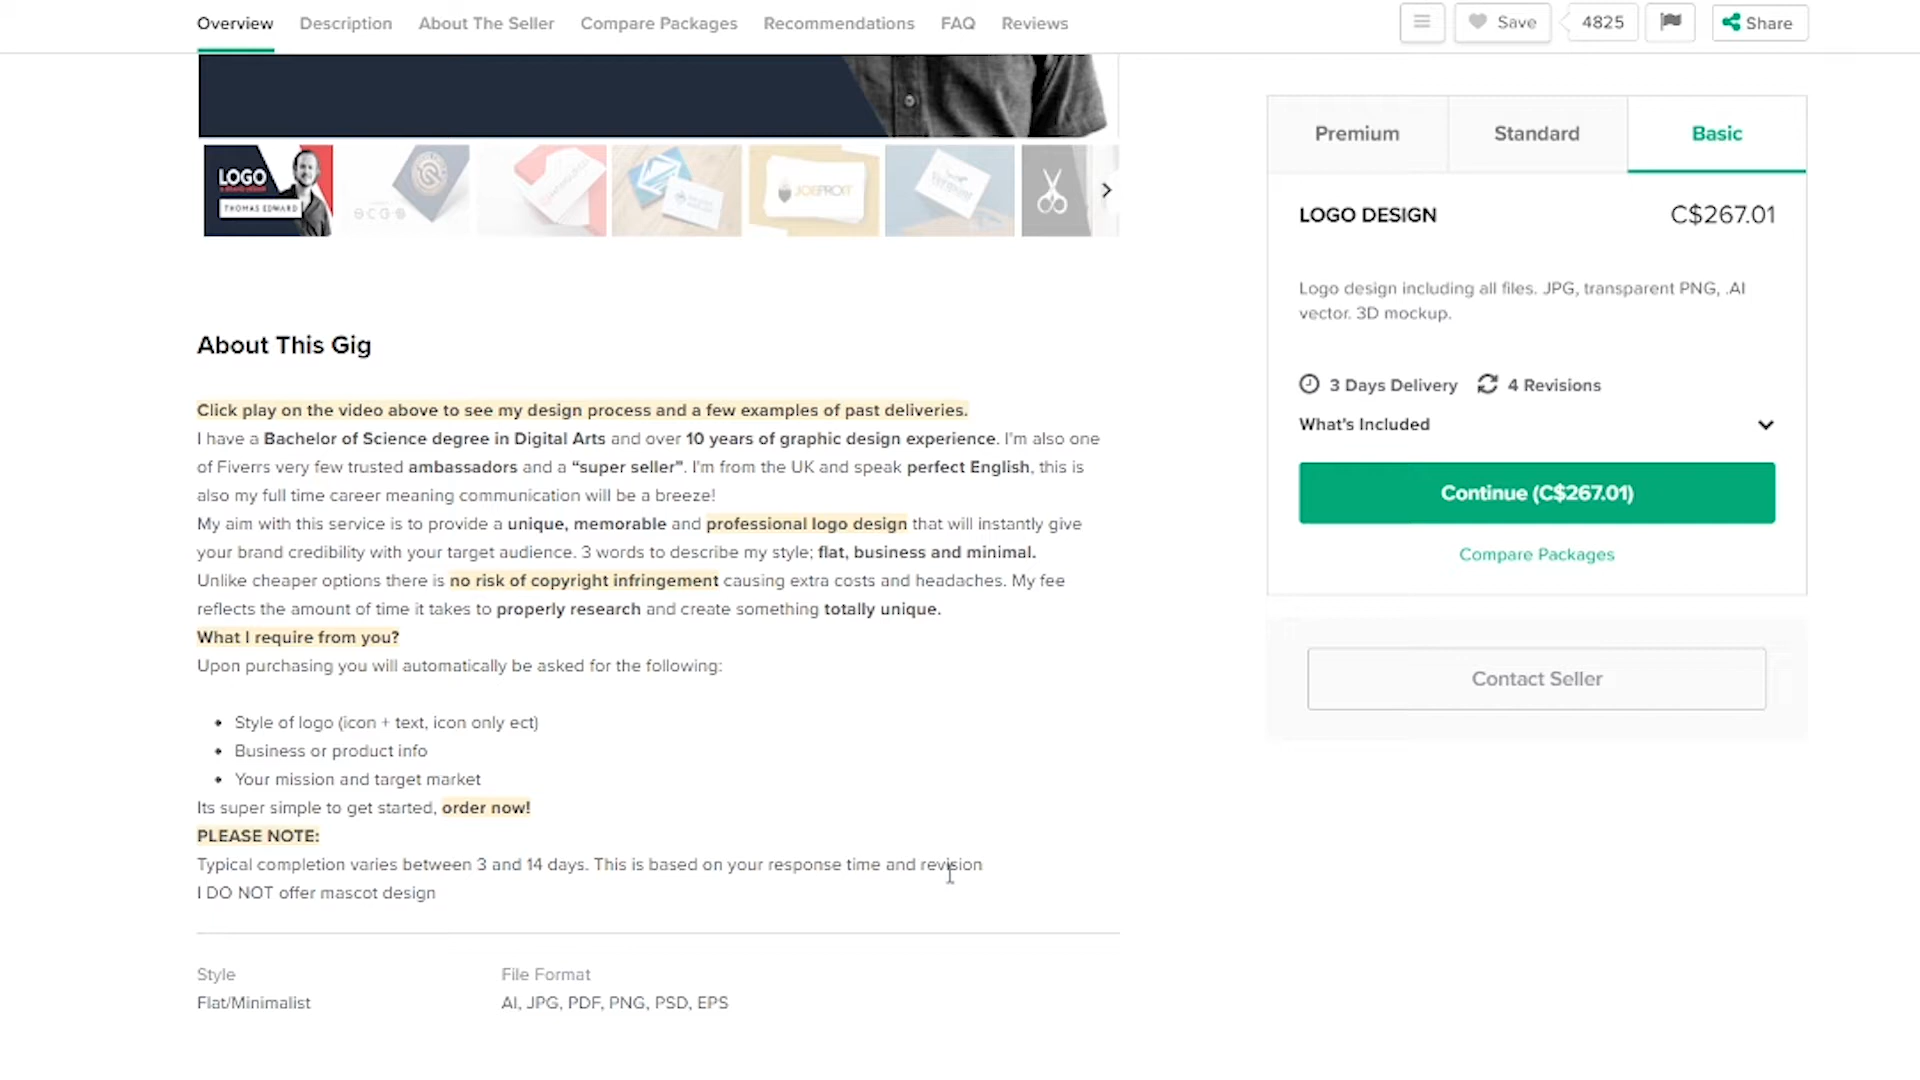 Overview Description About The Seller Compare Packages Recommendations FAQ Reviews
Save 4825 Share
LOGO
THOMAS EDWARD
JOEPROFIT
Premium Standard Basic
LOGO DESIGN C$267.01
Logo design including all files. JPG, transparent PNG, .AI
vector. 3D mockup.
3 Days Delivery 4 Revisions
What's Included
Continue (C$267.01)
Compare Packages
Contact Seller
About This Gig
Click play on the video above to see my design process and a few examples of past deliveries.
I have a Bachelor of Science degree in Digital Arts and over 10 years of graphic design experience. I'm also one
of Fiverrs very few trusted ambassadors and a “super seller”. I'm from the UK and speak perfect English, this is
also my full time career meaning communication will be a breeze!
My aim with this service is to provide a unique, memorable and professional logo design that will instantly give
your brand credibility with your target audience. 3 words to describe my style; flat, business and minimal.
Unlike cheaper options there is no risk of copyright infringement causing extra costs and headaches. My fee
reflects the amount of time it takes to properly research and create something totally unique.
What I require from you?
Upon purchasing you will automatically be asked for the following:
• Style of logo (icon + text, icon only ect)
• Business or product info
• Your mission and target market
Its super simple to get started, order now!
PLEASE NOTE:
Typical completion varies between 3 and 14 days. This is based on your response time and revision
I DO NOT offer mascot design
Style File Format
Flat/Minimalist AI, JPG, PDF, PNG, PSD, EPS